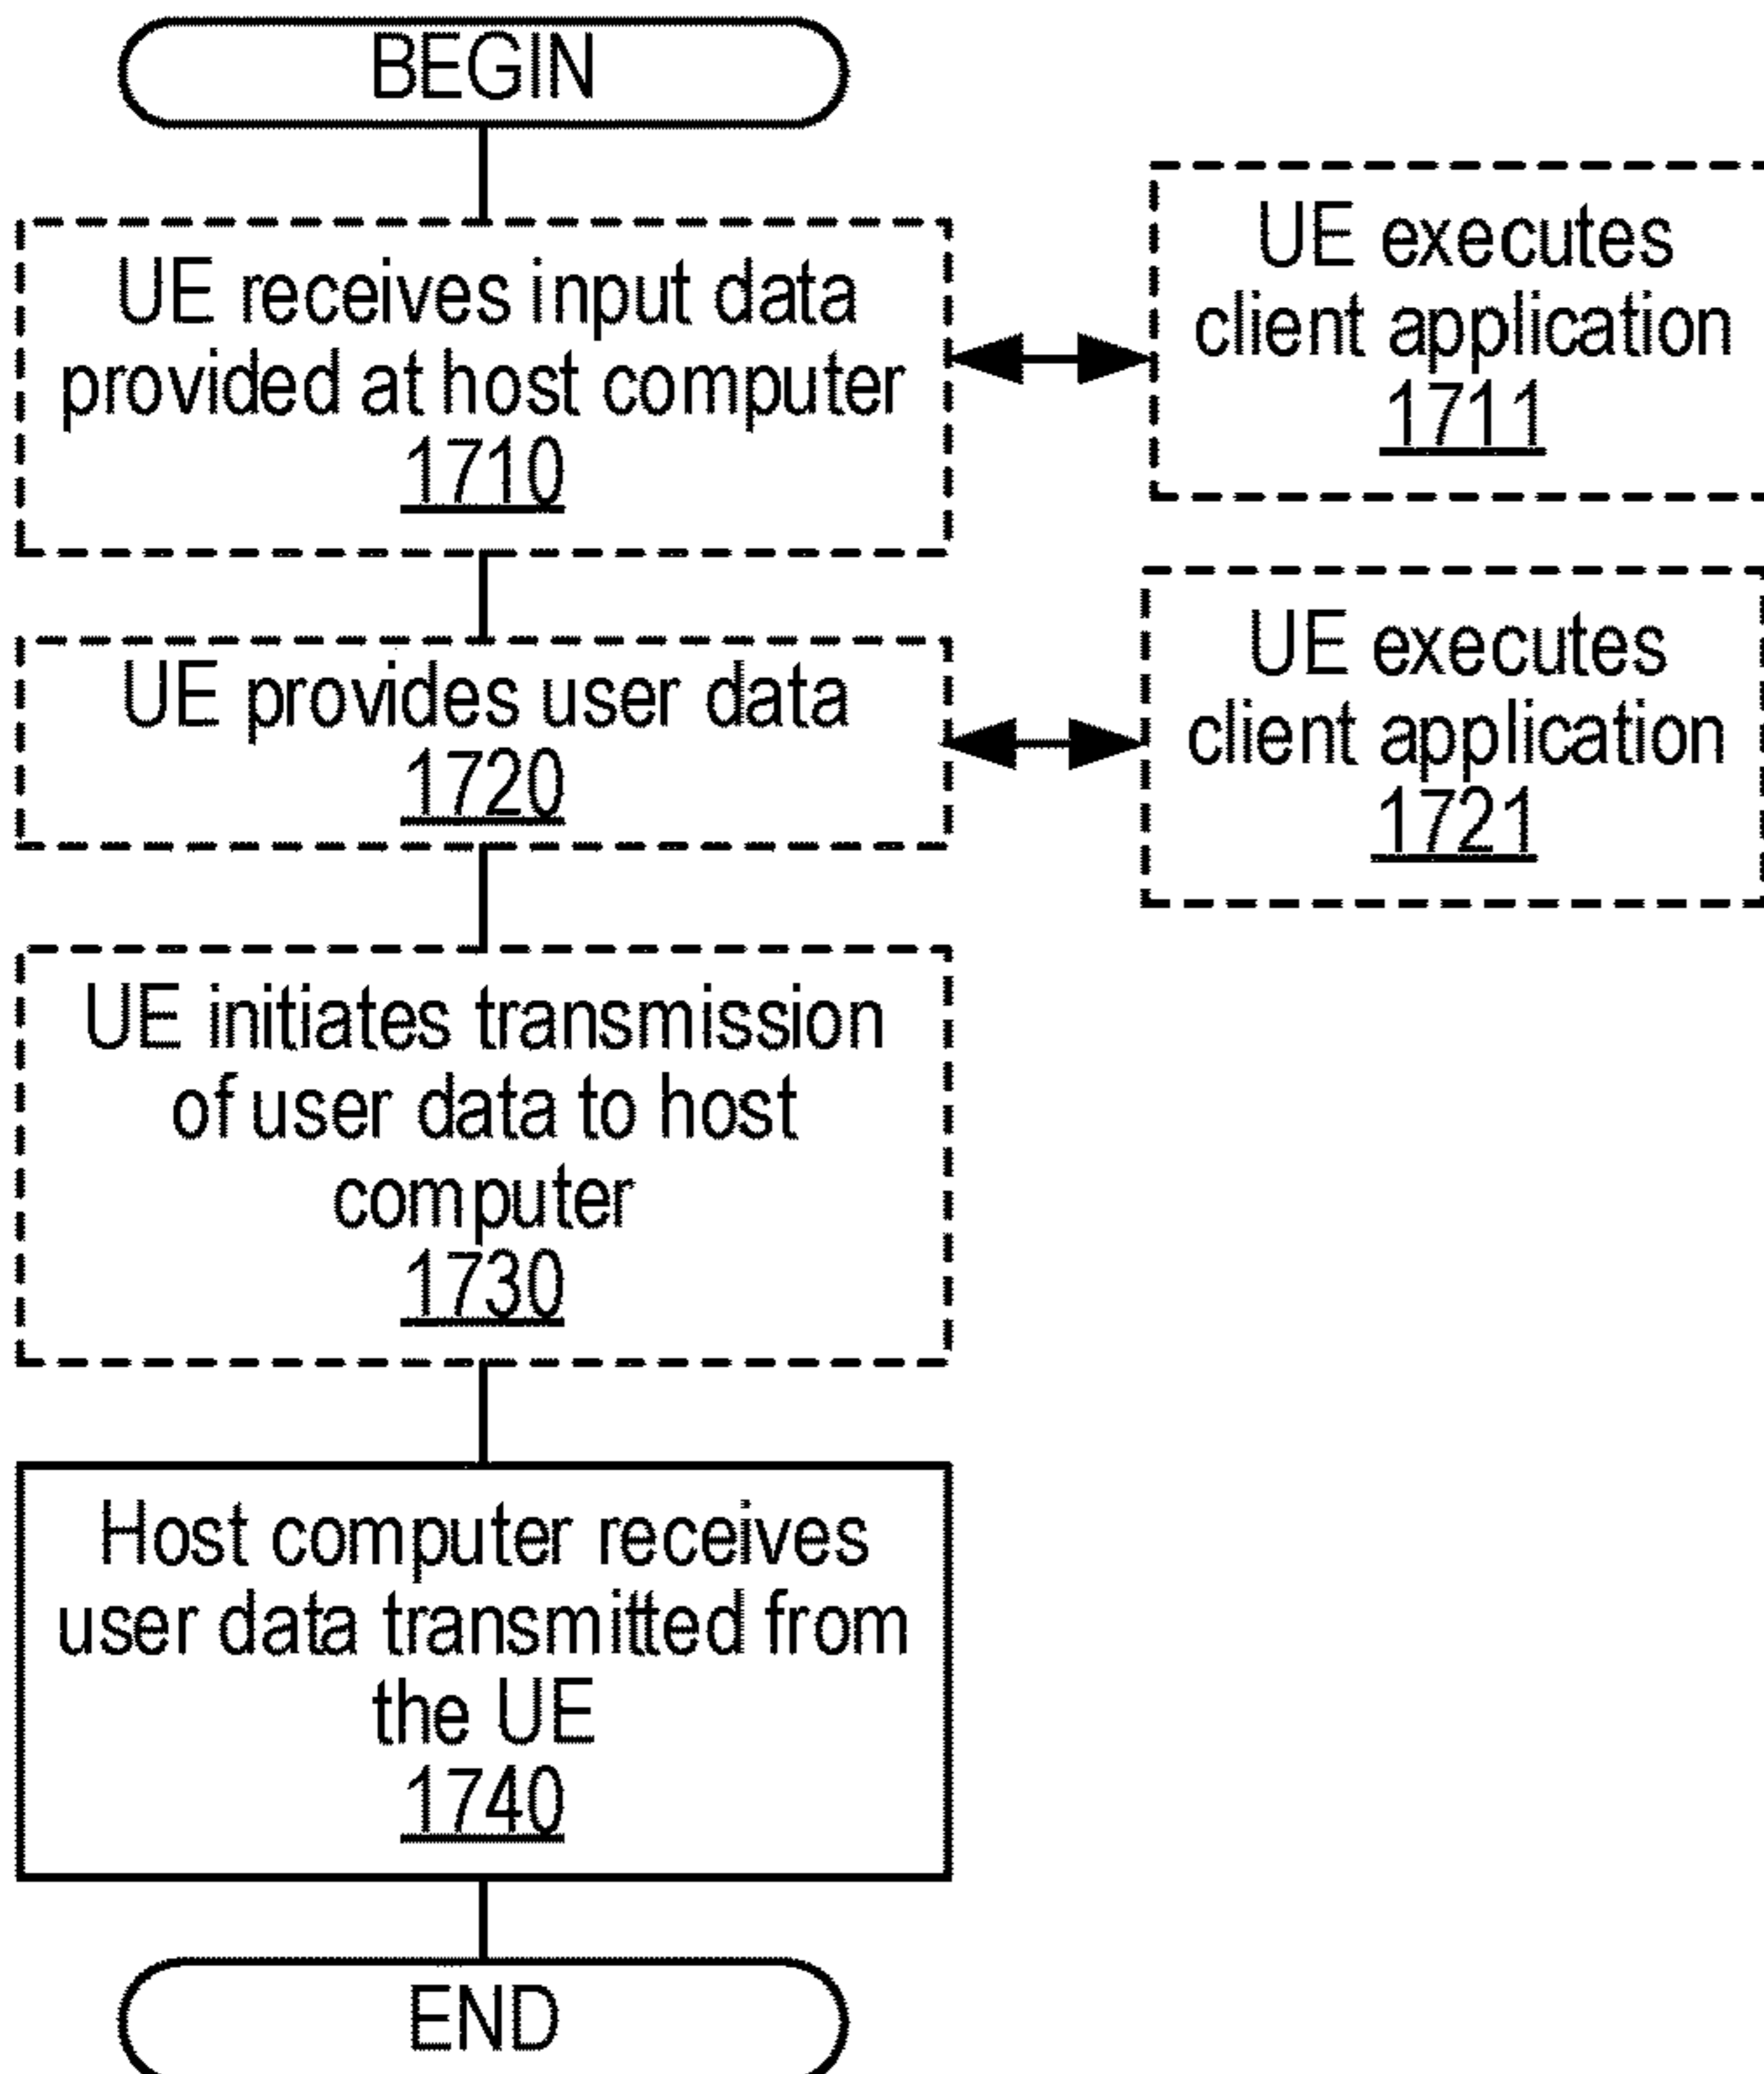 BEGIN
UE receives input data
provided at host computer
1710
UE executes
client application
1711
UE provides user data
1720
UE executes
client application
1721
UE initiates transmission
of user data to host
computer
1730
Host computer receives
user data transmitted from
the UE
1740
END